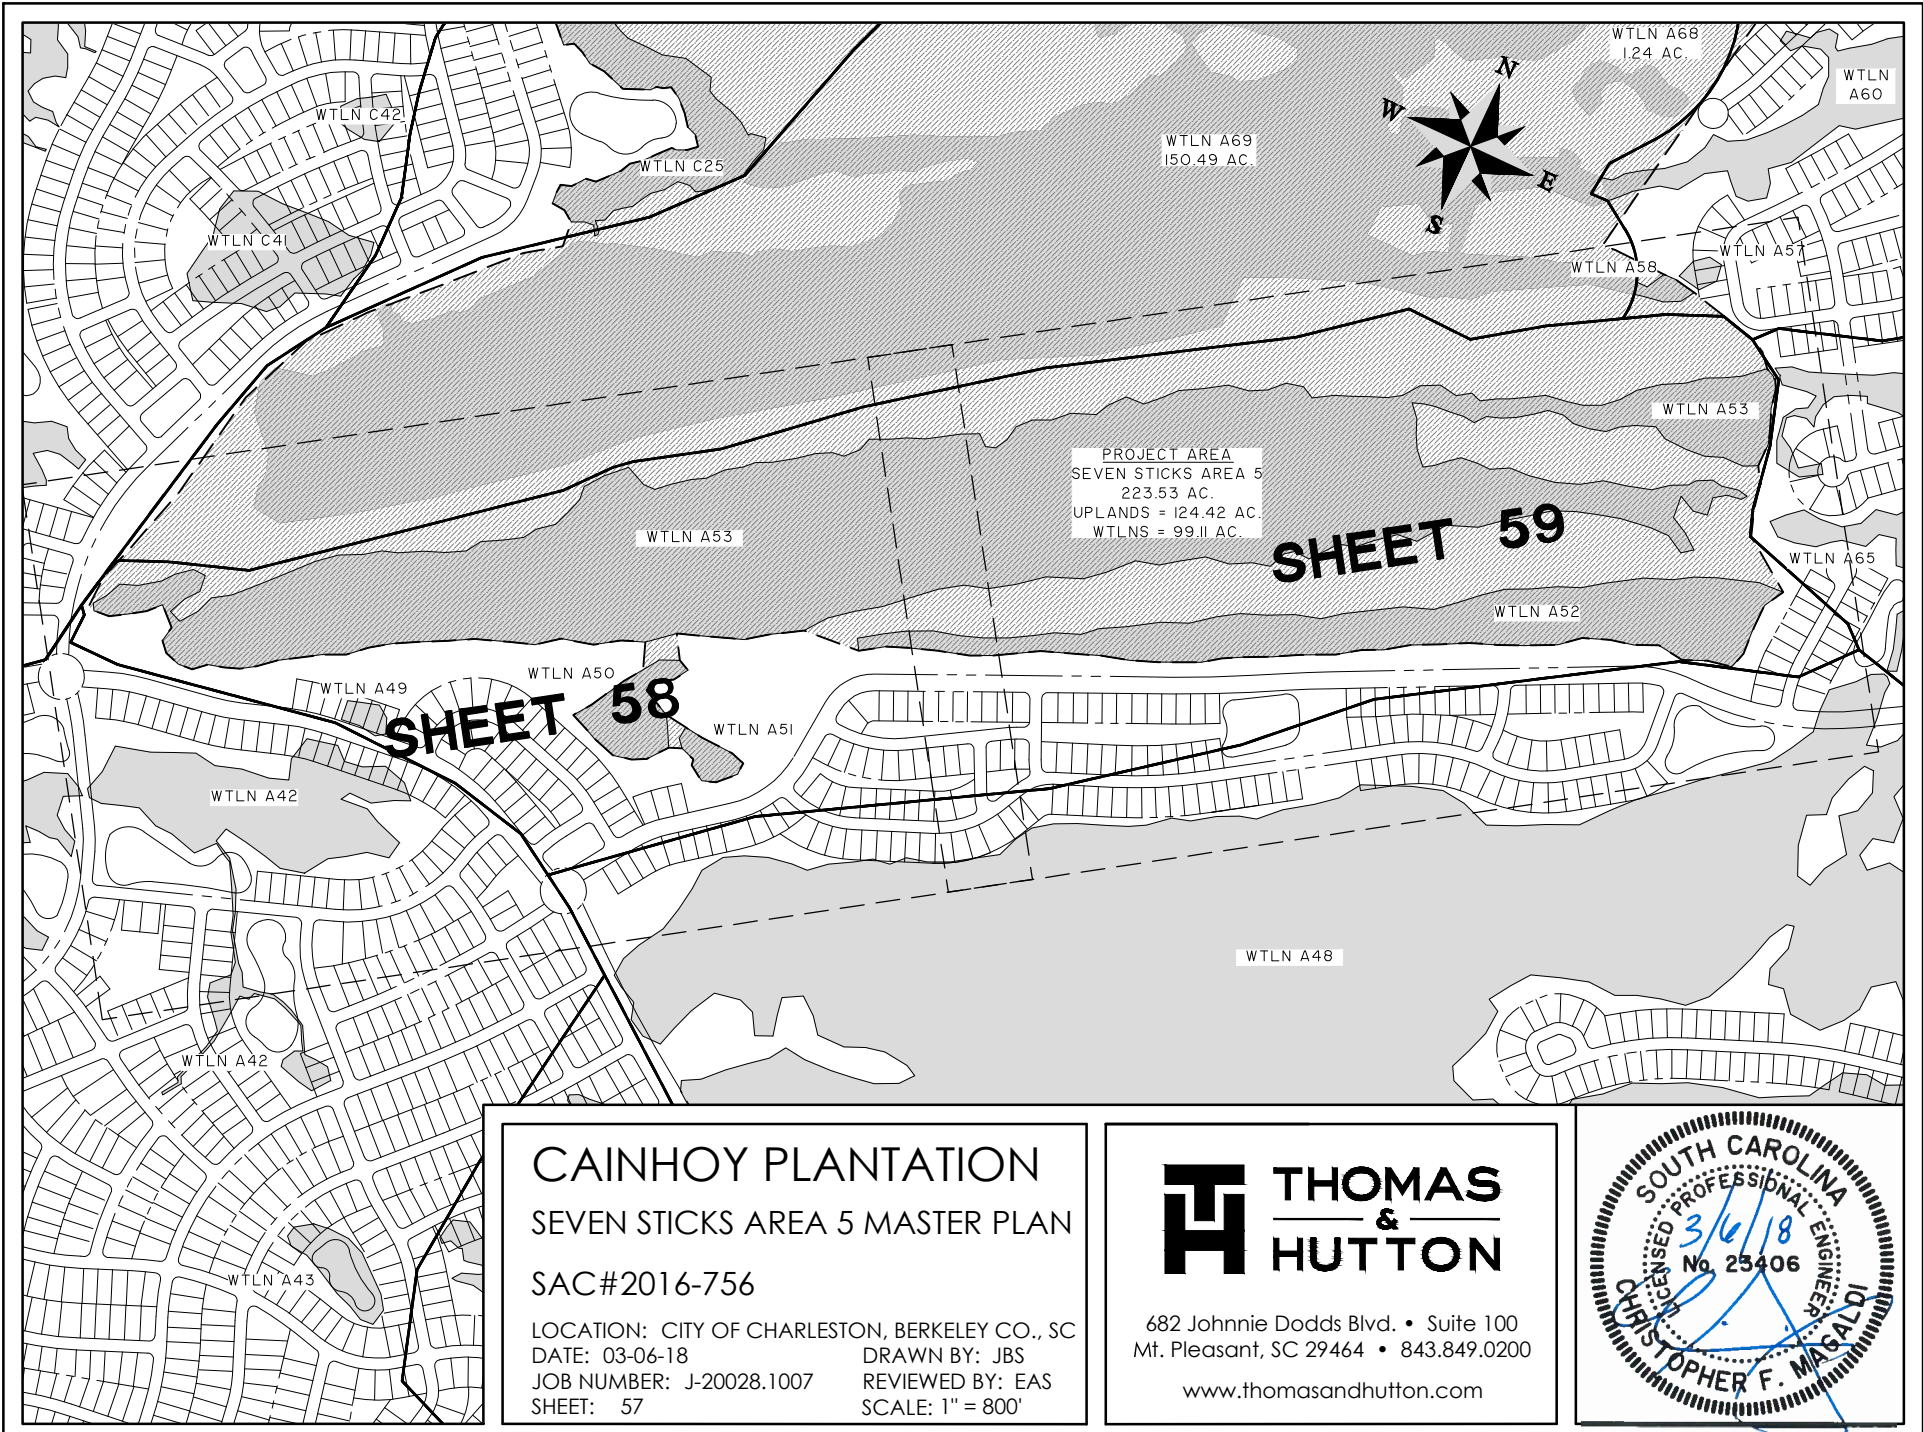 WTLN A68
1.24 AC.
WTLN
A60
WTLN C42
WTLN A69
150.49 AC.
N
W
E
S
WTLN C25
WTLN C41
WTLN A57
WTLN A58
WTLN A53
PROJECT AREA
SEVEN STICKS AREA 5
223.53 AC.
UPLANDS = 124.42 AC.
WTLNS = 99.11 AC.
WTLN A53
SHEET 59
WTLN A65
WTLN A52
WTLN A50
WTLN A49
SHEET 58
WTLN A51
WTLN A42
WTLN A48
WTLN A42
WTLN A43
CAINHOY PLANTATION
SEVEN STICKS AREA 5 MASTER PLAN
SAC#2016-756
LOCATION: CITY OF CHARLESTON, BERKELEY CO., SC
DATE: 03-06-18 DRAWN BY: JBS
JOB NUMBER: J-20028.1007 REVIEWED BY: EAS
SHEET: 57 SCALE: 1" = 800'
TH
THOMAS
&
HUTTON
682 Johnnie Dodds Blvd. • Suite 100
Mt. Pleasant, SC 29464 • 843.849.0200
www.thomasandhutton.com
SOUTH CAROLINA
LICENSED PROFESSIONAL ENGINEER
3/6/18
No. 23406
CHRISTOPHER F. MAGALDI